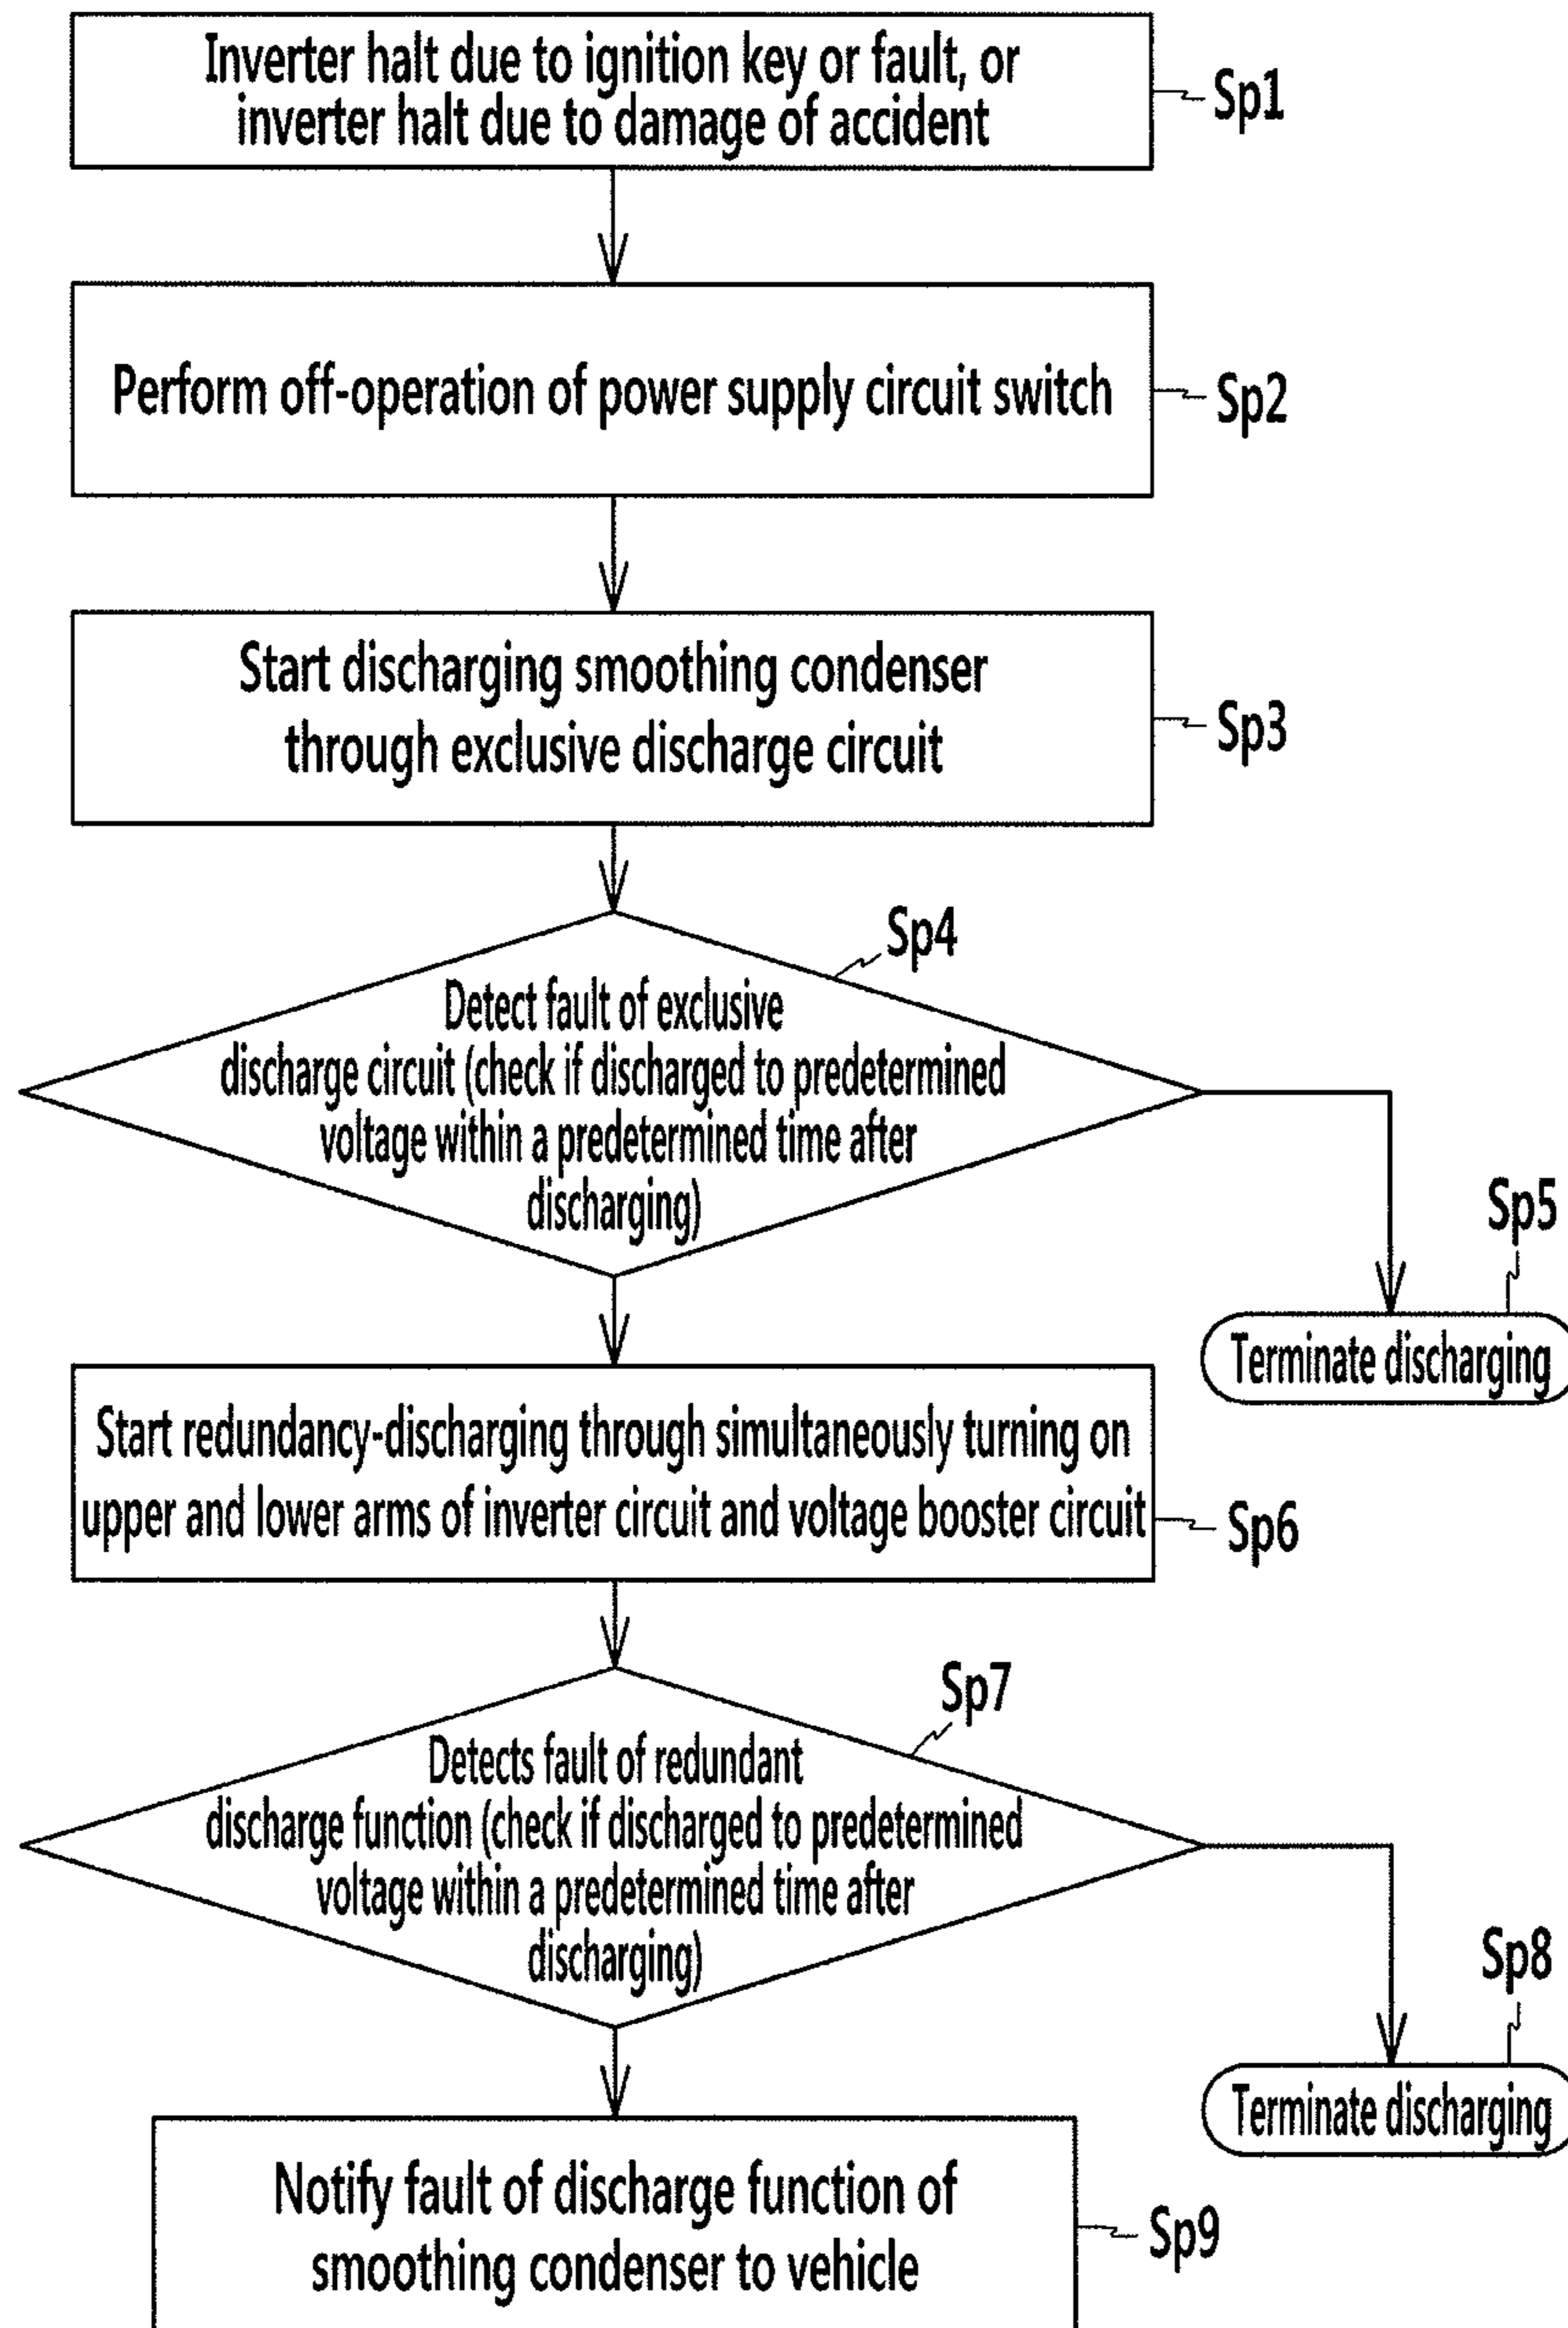 Inverter halt due to ignition key or fault, or
inverter halt due to damage of accident
Sp1
Perform off-operation of power supply circuit switch
Sp2
Start discharging smoothing condenser
through exclusive discharge circuit
Sp3
Sp4
Detect fault of exclusive
discharge circuit (check if discharged to predetermined
voltage within a predetermined time after
discharging)
Sp5
Terminate discharging
Start redundancy-discharging through simultaneously turning on
upper and lower arms of inverter circuit and voltage booster circuit
Sp6
Sp7
Detects fault of redundant
discharge function (check if discharged to predetermined
voltage within a predetermined time after
discharging)
Sp8
Terminate discharging
Notify fault of discharge function of
smoothing condenser to vehicle
Sp9